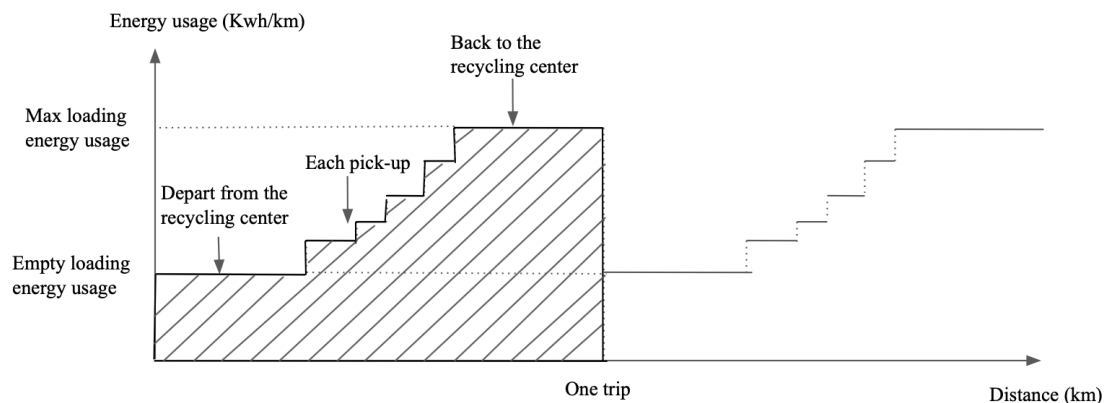 Energy usage (Kwh/km)
Back to the
recycling center
Max loading
energy usage
Each pick-up
Depart from the
recycling center
Empty loading
energy usage
One trip
Distance (km)